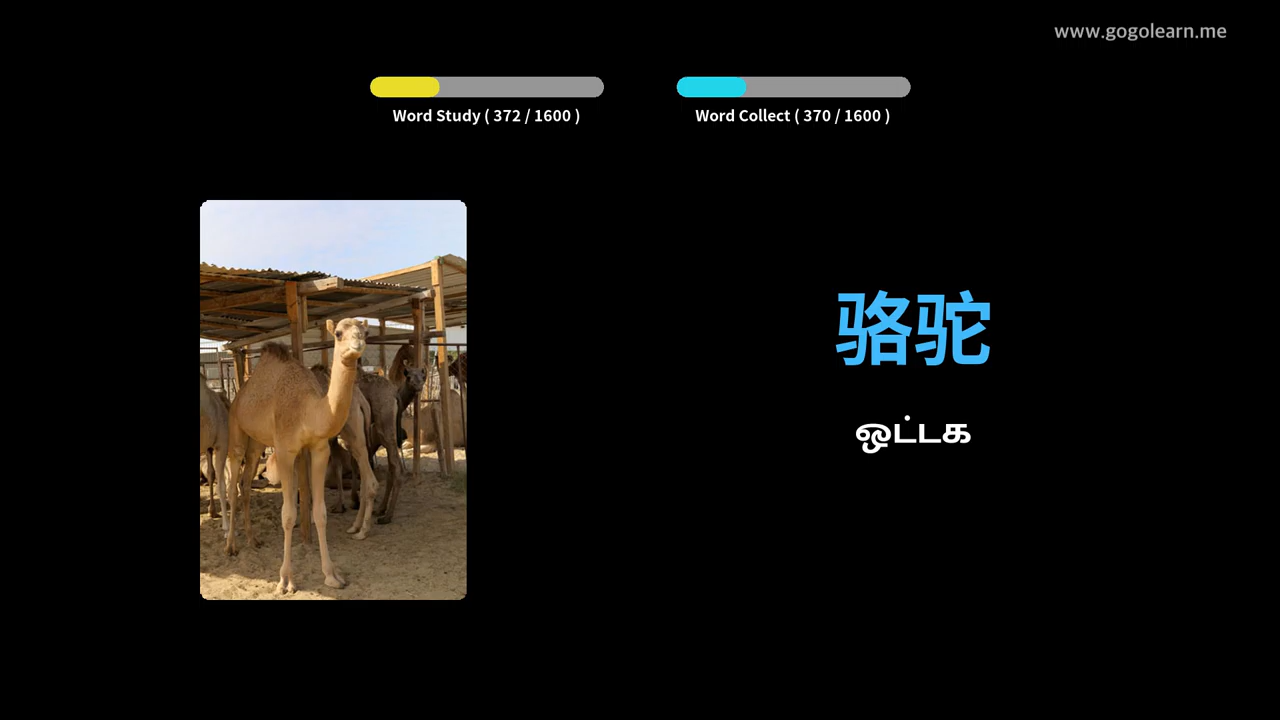 www.gogolearn.me
Word Study ( 372 / 1600 )
Word Collect ( 370 / 1600 )
骆驼
ஒட்டக